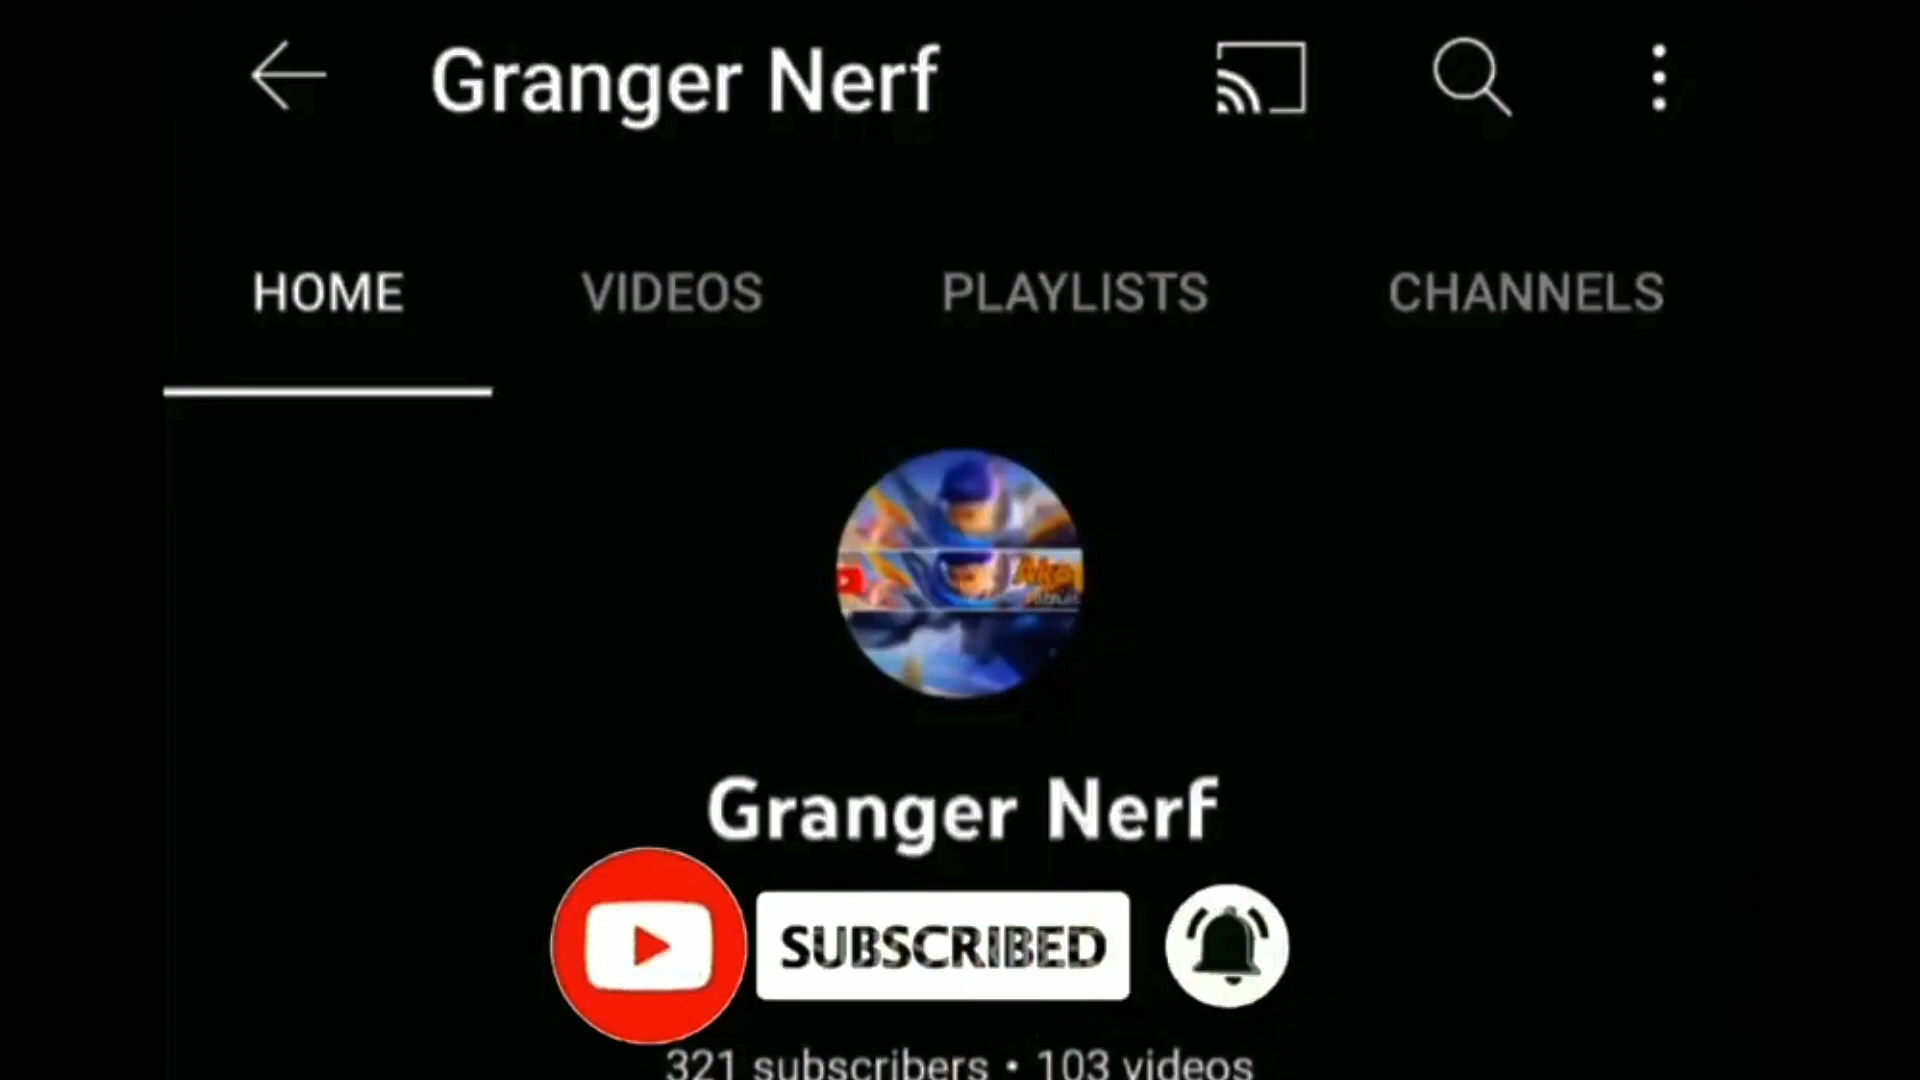 Granger Nerf
HOME VIDEOS PLAYLISTS CHANNELS
Granger Nerf
SUBSCRIBED
321 subscribers • 103 videos